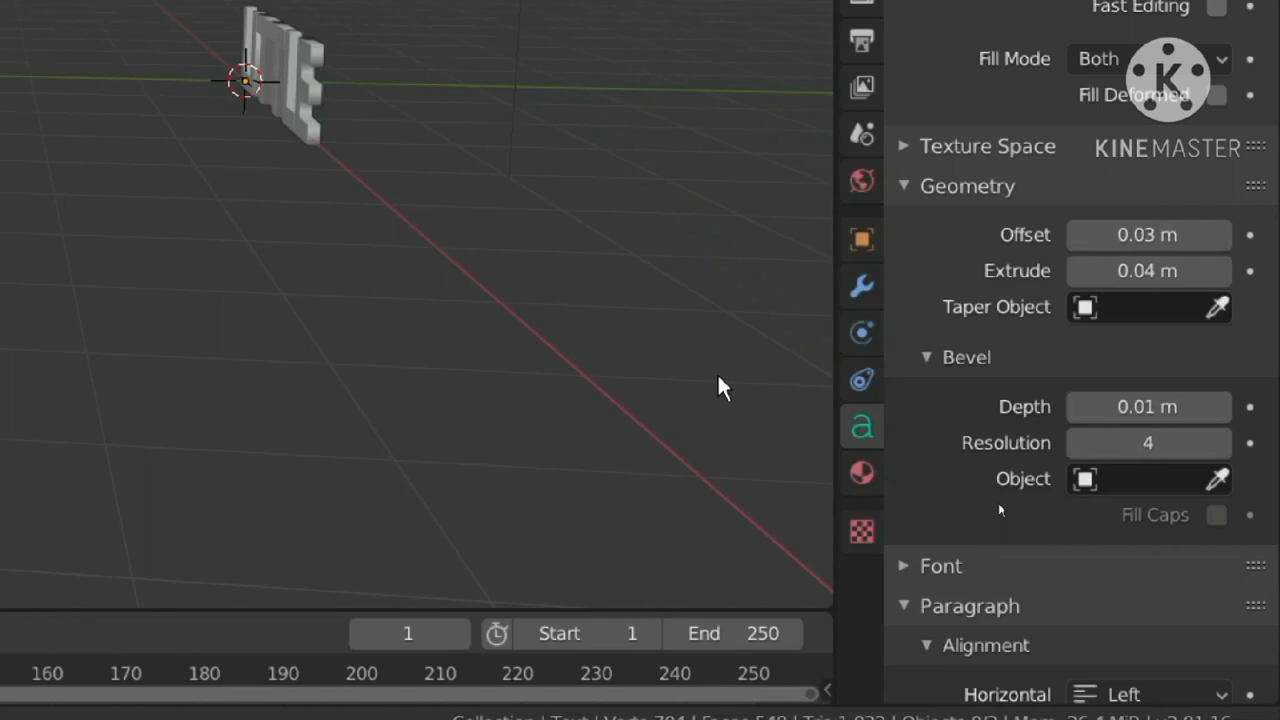 Fast Editing
Fill Mode Both
Fill Deformed
K
KINEMASTER
Texture Space
Geometry
Offset 0.03 m
Extrude 0.04 m
Taper Object
Bevel
Depth 0.01 m
Resolution 4
Object
Fill Caps
Font
Paragraph
Alignment
Horizontal Left
1 Start 1 End 250
160 170 180 190 200 210 220 230 240 250